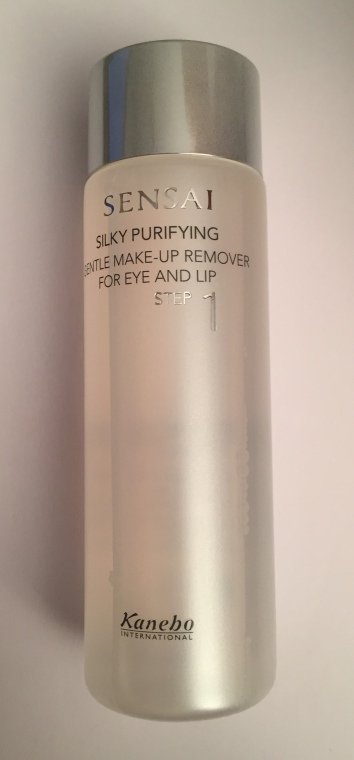 SENSAI
SILKY PURIFYING
GENTLE MAKE-UP REMOVER
FOR EYE AND LIP
STEP 1
Kanebo
INTERNATIONAL